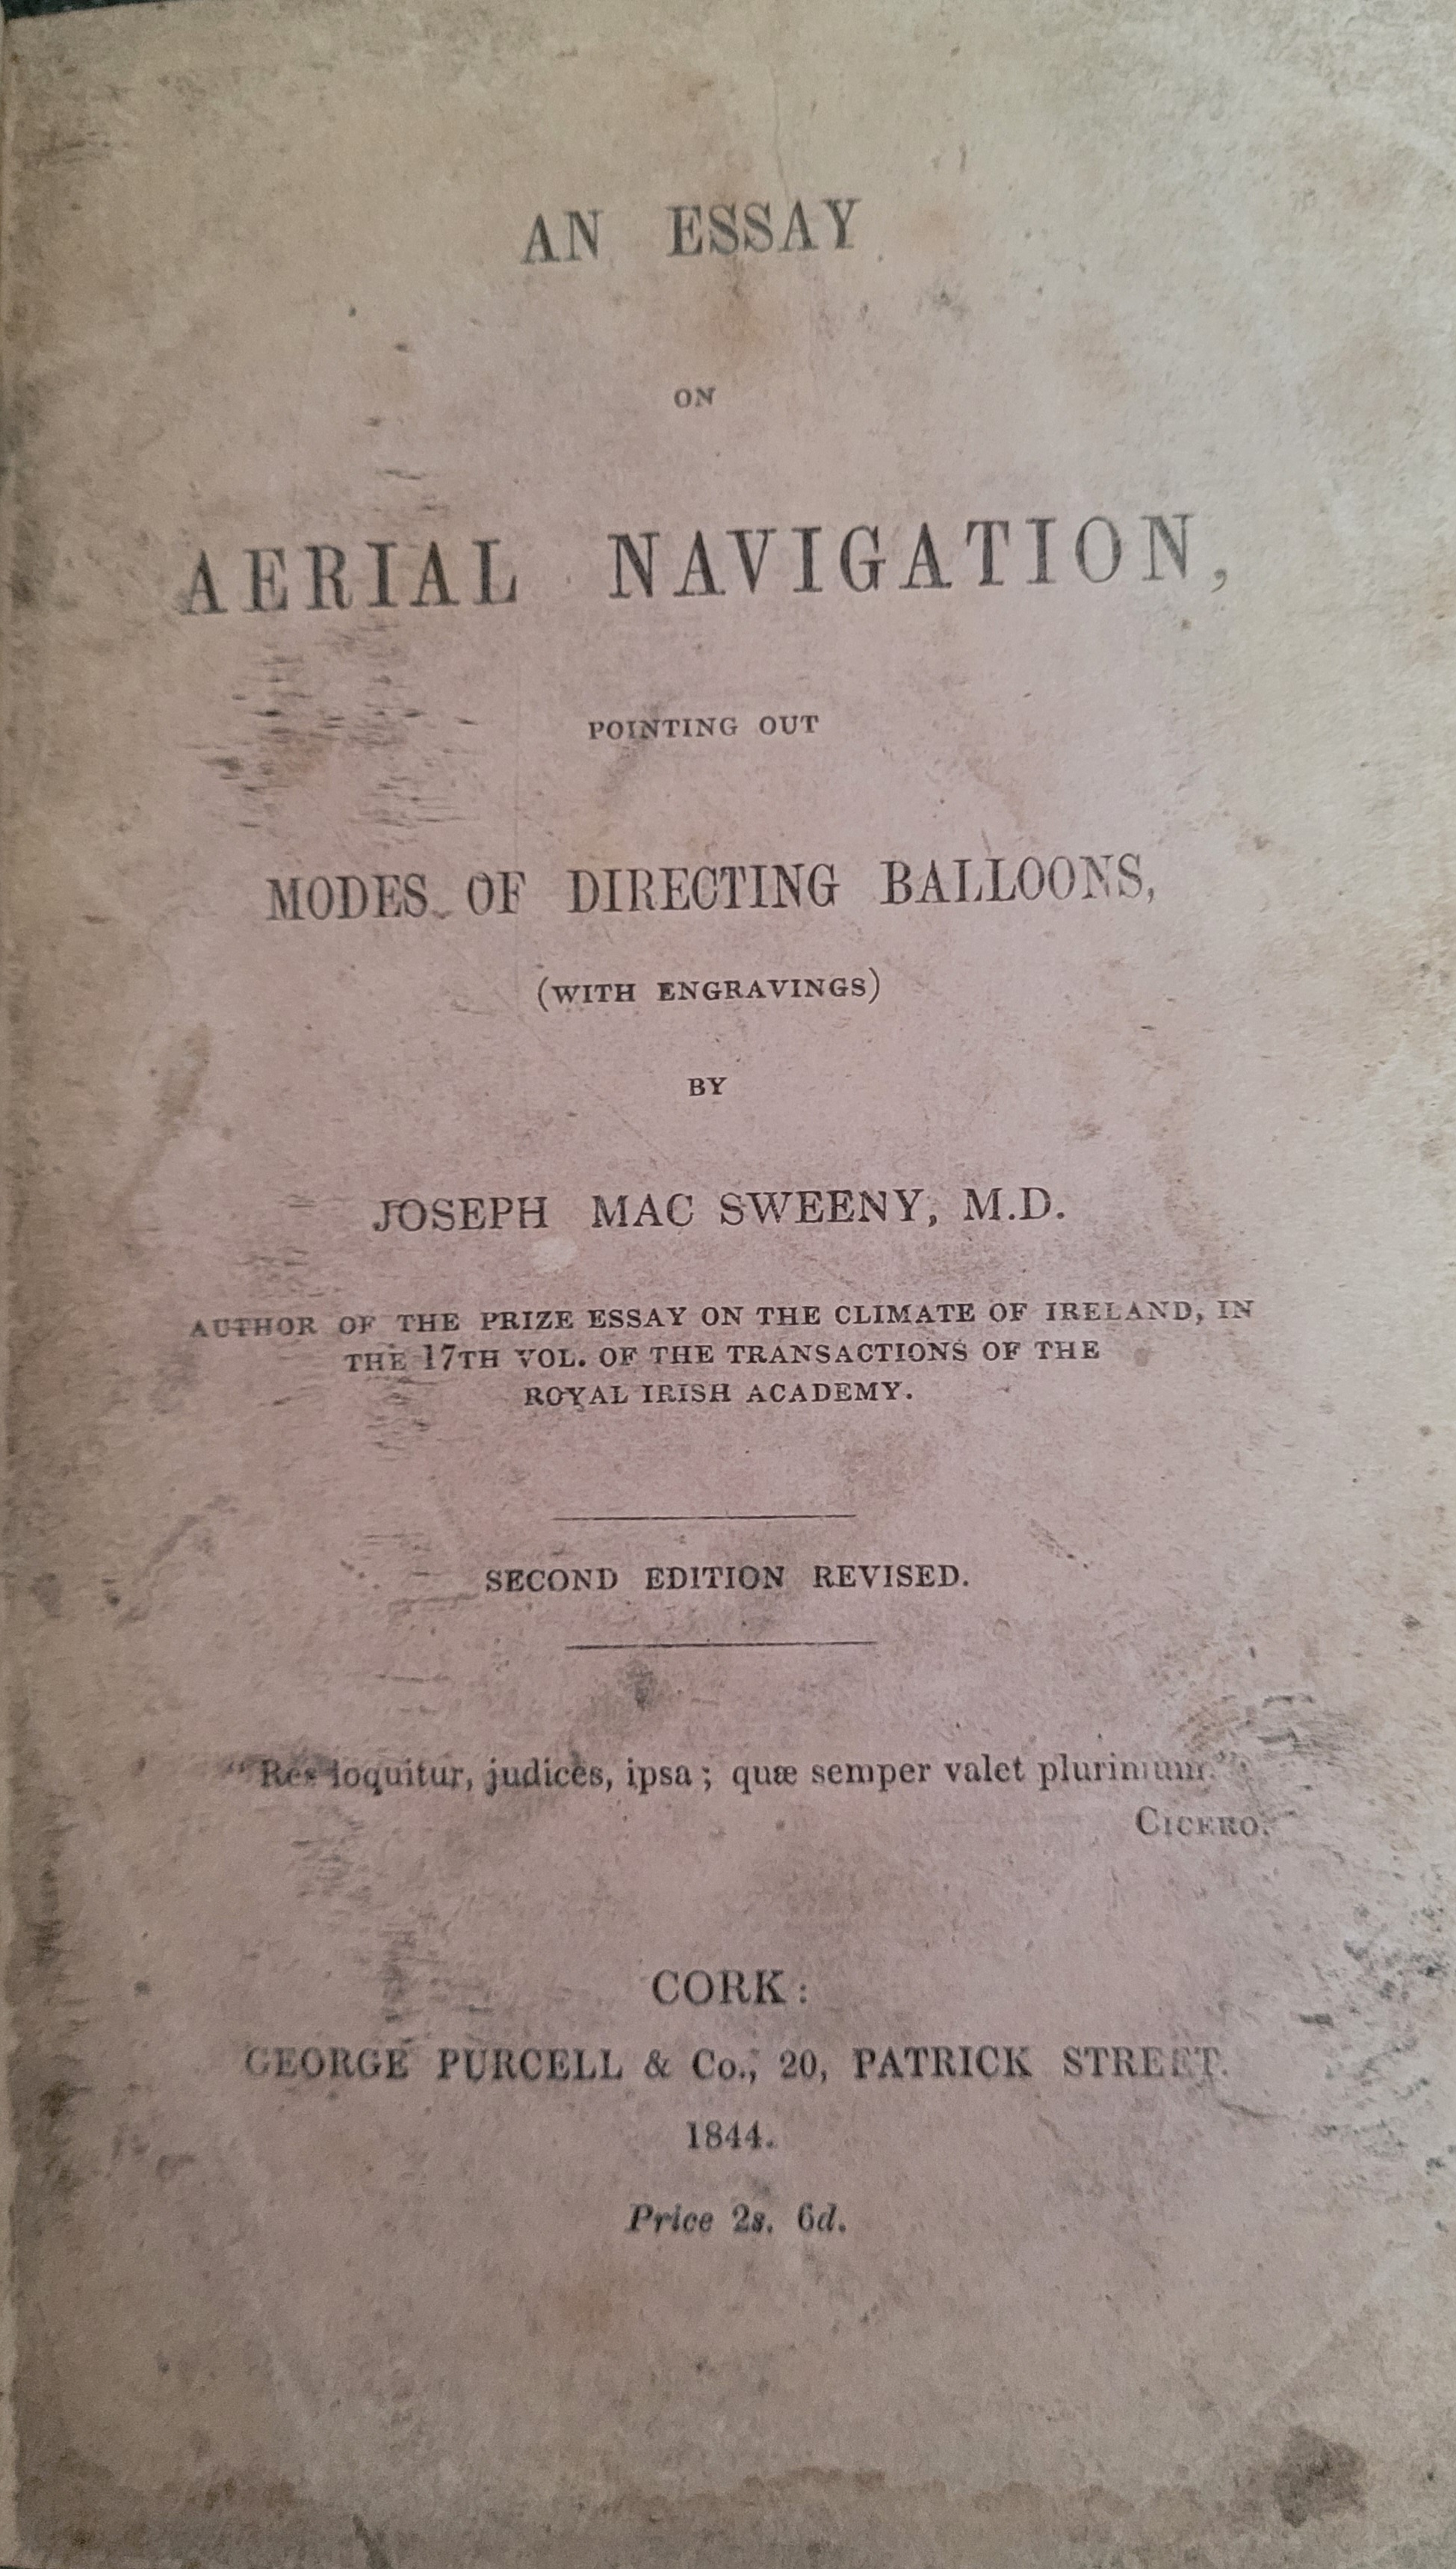 AN ESSAY
ON
AERIAL NAVIGATION,
POINTING OUT
MODES OF DIRECTING BALLOONS,
(WITH ENGRAVINGS)
BY
JOSEPH MAC SWEENY, M.D.
AUTHOR OF THE PRIZE ESSAY ON THE CLIMATE OF IRELAND, IN
THE 17TH VOL. OF THE TRANSACTIONS OF THE
ROYAL IRISH ACADEMY.
SECOND EDITION REVISED.
"Res loquitur, judices, ipsa; quæ semper valet plurimum."
CICERO.
CORK:
GEORGE PURCELL & Co., 20, PATRICK STREET.
1844.
Price 2s. 6d.